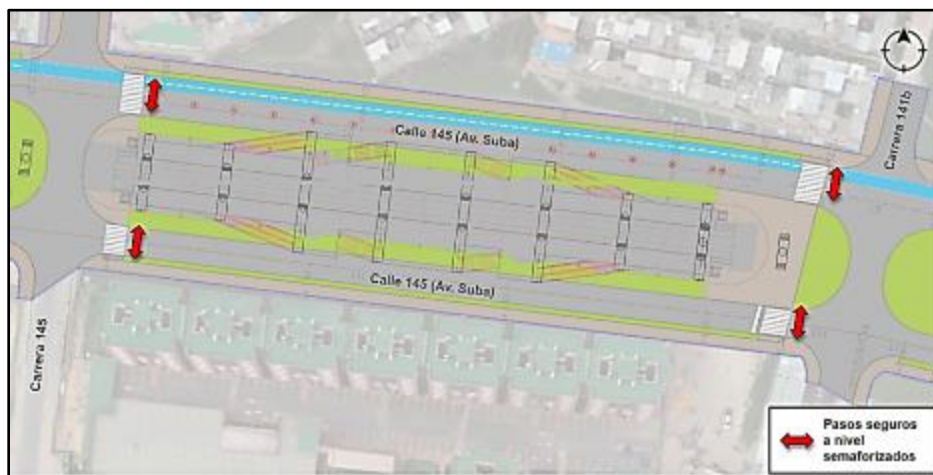 Carrera 141b
Calle 145 (Av. Suba)
Calle 145 (Av. Suba)
Carrera 145
Pasos seguros
a nivel
semaforizados